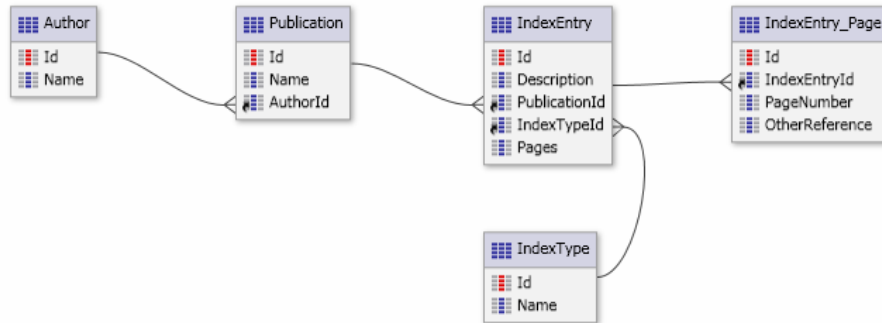 Author
Id
Name
Publication
Id
Name
AuthorId
IndexEntry
Id
Description
PublicationId
IndexTypeId
Pages
IndexEntry_Page
Id
IndexEntryId
PageNumber
OtherReference
IndexType
Id
Name